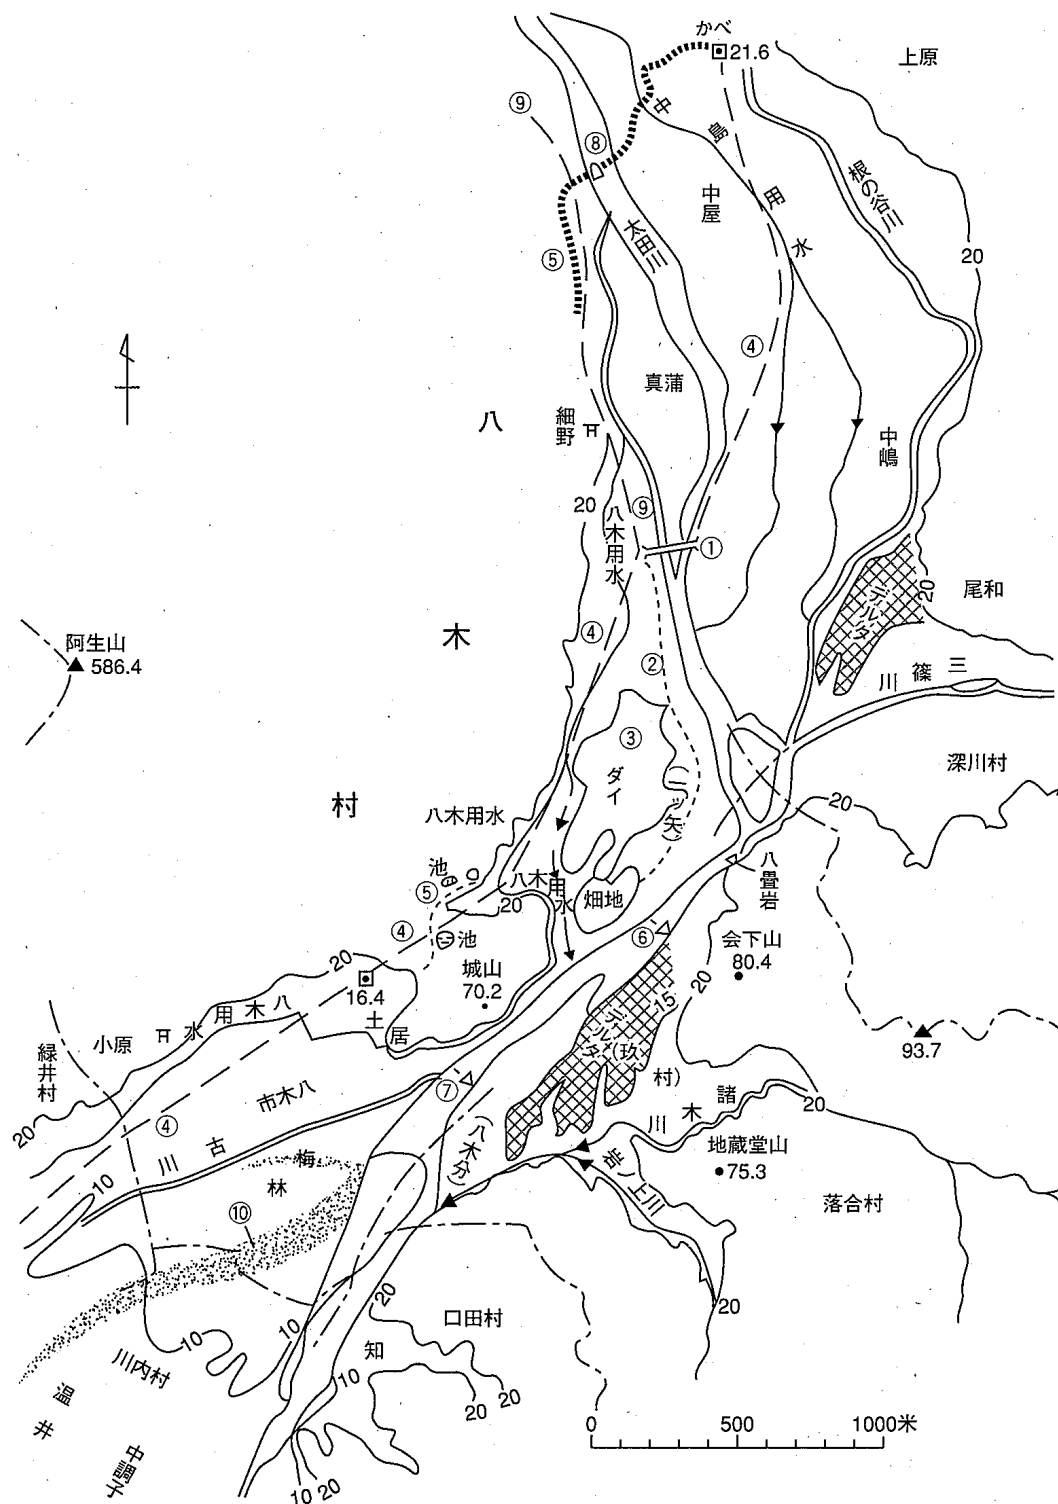 かべ
21.6
上原
⑨
⑧
中島用水
中屋
根の谷川
太田川
20
⑤
④
真蒲
八木村
細野
中嶋
20
八木用水
⑨
①
デルタ
20
尾和
阿生山
586.4
④
②
三篠川
③
ダイ
(一ッ矢)
深川村
八木用水
20
池
⑤
八木用水
20
畑地
八畳岩
④
池
⑥
会下山
80.4
20
16.4
城山
70.2
20
15
デルタ
(玖村)
93.7
緑井村
小原
八木用水
土居
八木市
⑦
諸木川
20
20
④
古川
(八木分)
地蔵堂山
75.3
岩ノ上川
梅林
10
⑩
落合村
20
口田村
20
知
10
10
川内村
10
20
20
温井
中調子
10
20
0
500
1000米